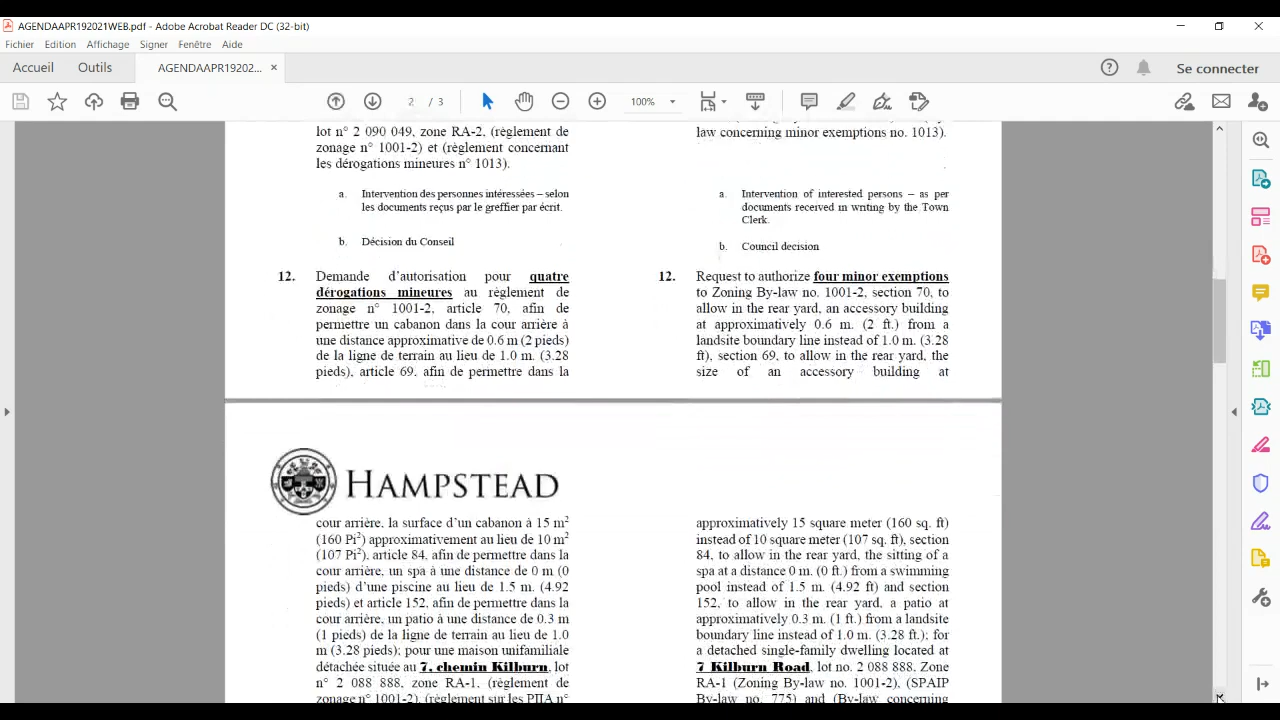 AGENDAAPR192021WEB.pdf - Adobe Acrobat Reader DC (32-bit)
Fichier Edition Affichage Signer Fenêtre Aide
Accueil Outils AGENDAAPR19202... × Se connecter
2 / 3 100%
lot n° 2 090 049, zone RA-2, (règlement de
zonage n° 1001-2) et (règlement concernant
les dérogations mineures n° 1013).
a. Intervention des personnes intéressées – selon
les documents reçus par le greffier par écrit.
b. Décision du Conseil
12. Demande d'autorisation pour quatre
dérogations mineures au règlement de
zonage n° 1001-2, article 70, afin de
permettre un cabanon dans la cour arrière à
une distance approximative de 0.6 m (2 pieds)
de la ligne de terrain au lieu de 1.0 m. (3.28
pieds), article 69, afin de permettre dans la
law concerning minor exemptions no. 1013).
a. Intervention of interested persons – as per
documents received in writing by the Town
Clerk.
b. Council decision
12. Request to authorize four minor exemptions
to Zoning By-law no. 1001-2, section 70, to
allow in the rear yard, an accessory building
at approximately 0.6 m. (2 ft.) from a
landsite boundary line instead of 1.0 m. (3.28
ft), section 69, to allow in the rear yard, the
size of an accessory building at
HAMPSTEAD
cour arrière, la surface d'un cabanon à 15 m²
(160 Pi²) approximativement au lieu de 10 m²
(107 Pi²), article 84, afin de permettre dans la
cour arrière, un spa à une distance de 0 m (0
pieds) d'une piscine au lieu de 1.5 m. (4.92
pieds) et article 152, afin de permettre dans la
cour arrière, un patio à une distance de 0.3 m
(1 pieds) de la ligne de terrain au lieu de 1.0
m (3.28 pieds); pour une maison unifamiliale
détachée située au 7, chemin Kilburn, lot
n° 2 088 888, zone RA-1, (règlement de
zonage n° 1001-2), (règlement sur les PIIA n°
approximately 15 square meter (160 sq. ft)
instead of 10 square meter (107 sq. ft), section
84, to allow in the rear yard, the sitting of a
spa at a distance 0 m. (0 ft.) from a swimming
pool instead of 1.5 m. (4.92 ft) and section
152, to allow in the rear yard, a patio at
approximately 0.3 m. (1 ft.) from a landsite
boundary line instead of 1.0 m. (3.28 ft.); for
a detached single-family dwelling located at
7 Kilburn Road, lot no. 2 088 888, Zone
RA-1 (Zoning By-law no. 1001-2), (SPAIP
By-law no. 775) and (By-law concerning